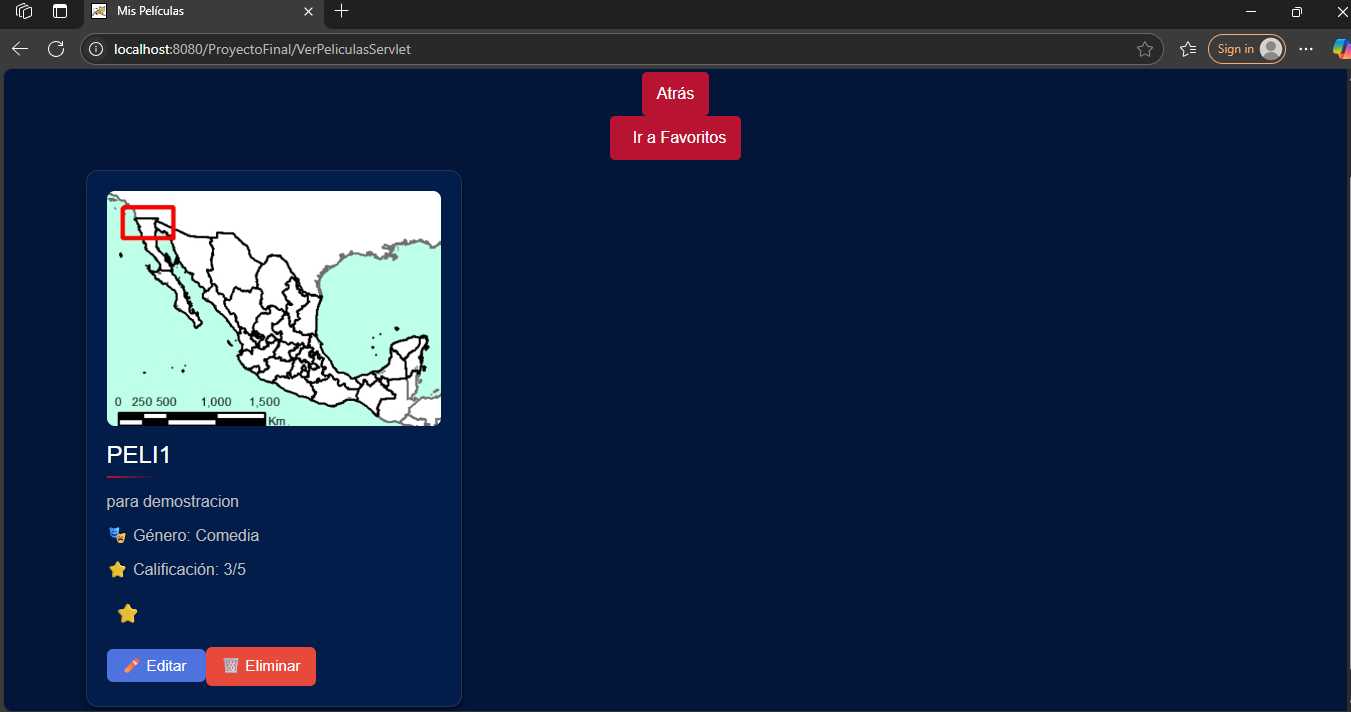 Mis Películas
localhost:8080/ProyectoFinal/VerPeliculasServlet
Sign in
Atrás
Ir a Favoritos
0 250 500 1,000 1,500
Km
PELI1
para demostracion
Género: Comedia
Calificación: 3/5
Editar Eliminar